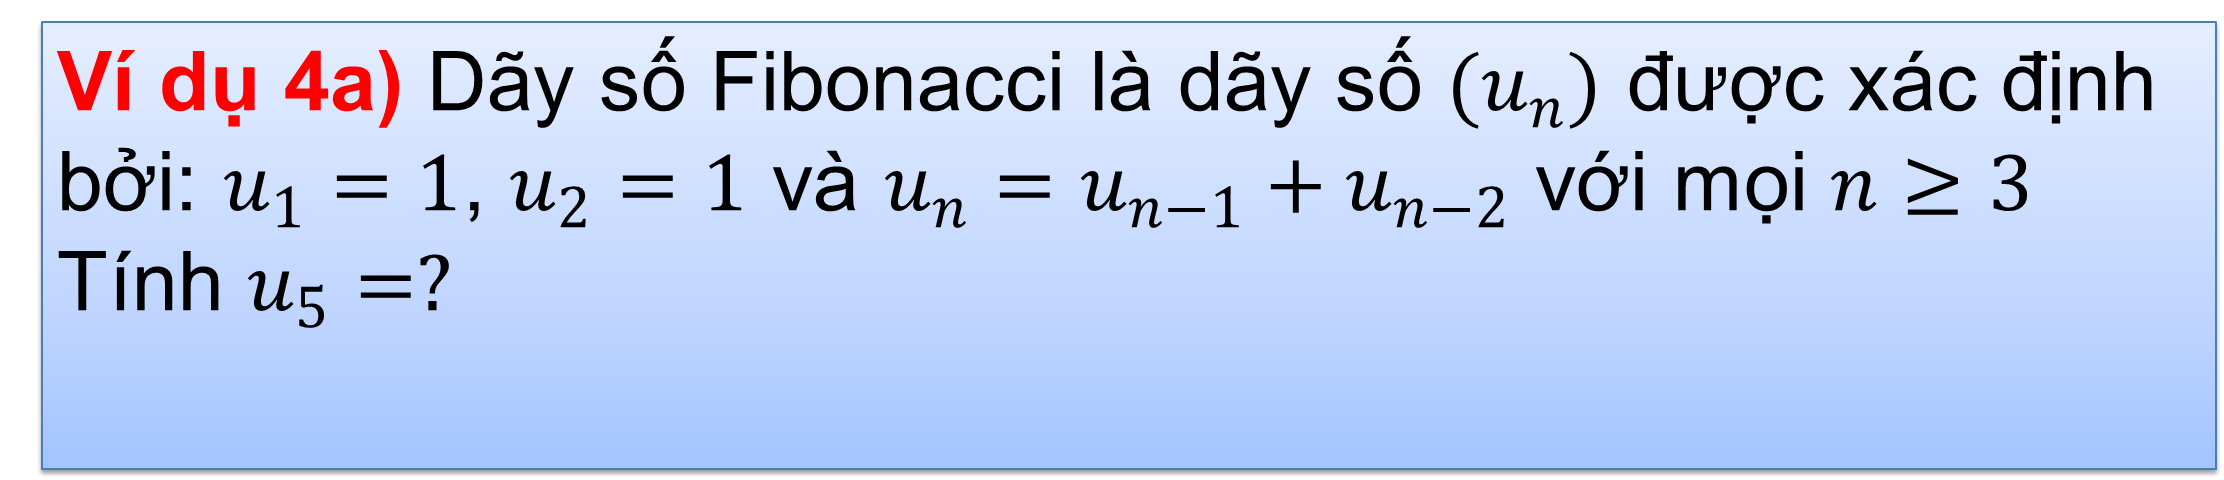 Ví dụ 4a) Dãy số Fibonacci là dãy số (uₙ) được xác định
bởi: u₁ = 1, u₂ = 1 và uₙ = uₙ₋₁ + uₙ₋₂ với mọi n ≥ 3
Tính u₅ =?